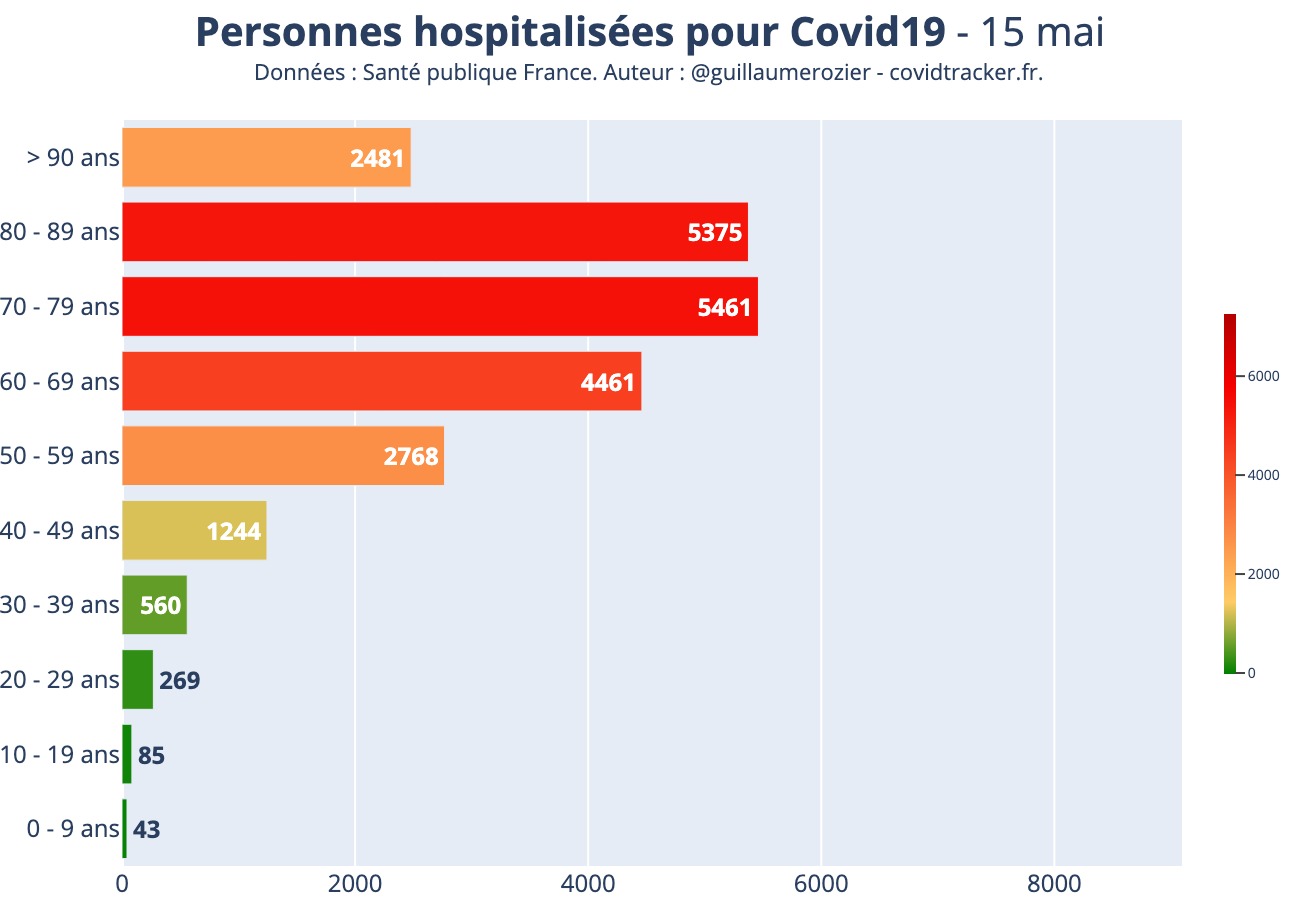 Personnes hospitalisées pour Covid19 - 15 mai
Données : Santé publique France. Auteur : @guillaumerozier - covidtracker.fr.
> 90 ans 2481
80 - 89 ans 5375
70 - 79 ans 5461
60 - 69 ans 4461
50 - 59 ans 2768
40 - 49 ans 1244
30 - 39 ans 560
20 - 29 ans 269
10 - 19 ans 85
0 - 9 ans 43
0 2000 4000 6000 8000
6000
4000
2000
0